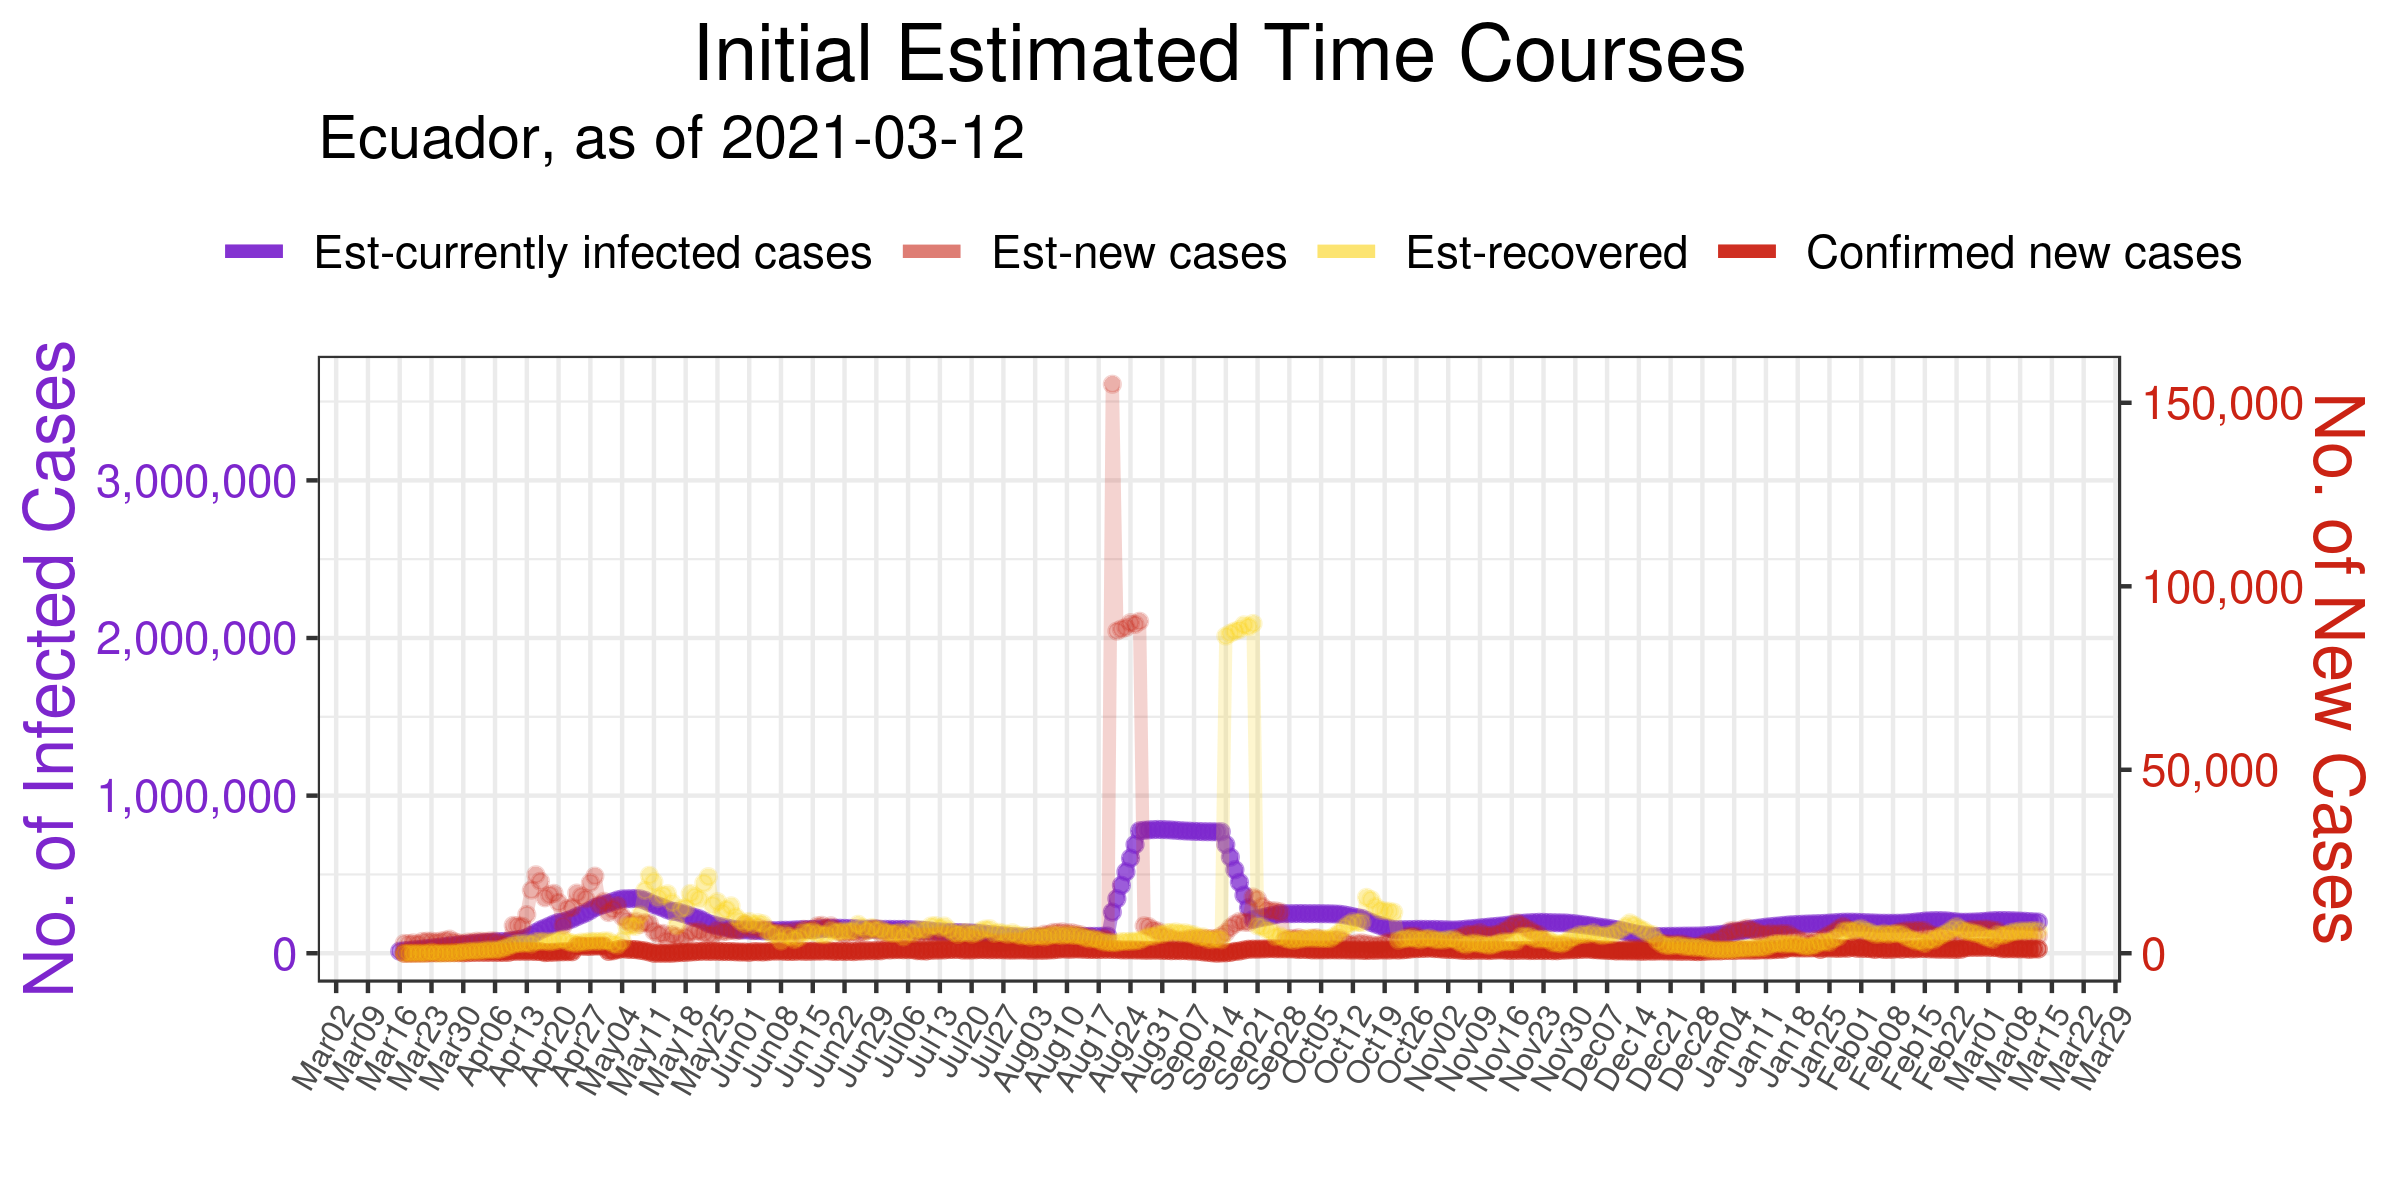 Initial Estimated Time Courses
Ecuador, as of 2021-03-12
Est-currently infected cases Est-new cases Est-recovered Confirmed new cases
No. of Infected Cases
3,000,000
2,000,000
1,000,000
0
150,000
100,000
50,000
0
No. of New Cases
Mar02
Mar09
Mar16
Mar23
Mar30
Apr06
Apr13
Apr20
Apr27
May04
May11
May18
May25
Jun01
Jun08
Jun15
Jun22
Jun29
Jul06
Jul13
Jul20
Jul27
Aug03
Aug10
Aug17
Aug24
Aug31
Sep07
Sep14
Sep21
Sep28
Oct05
Oct12
Oct19
Oct26
Nov02
Nov09
Nov16
Nov23
Nov30
Dec07
Dec14
Dec21
Dec28
Jan04
Jan11
Jan18
Jan25
Feb01
Feb08
Feb15
Feb22
Mar01
Mar08
Mar15
Mar22
Mar29